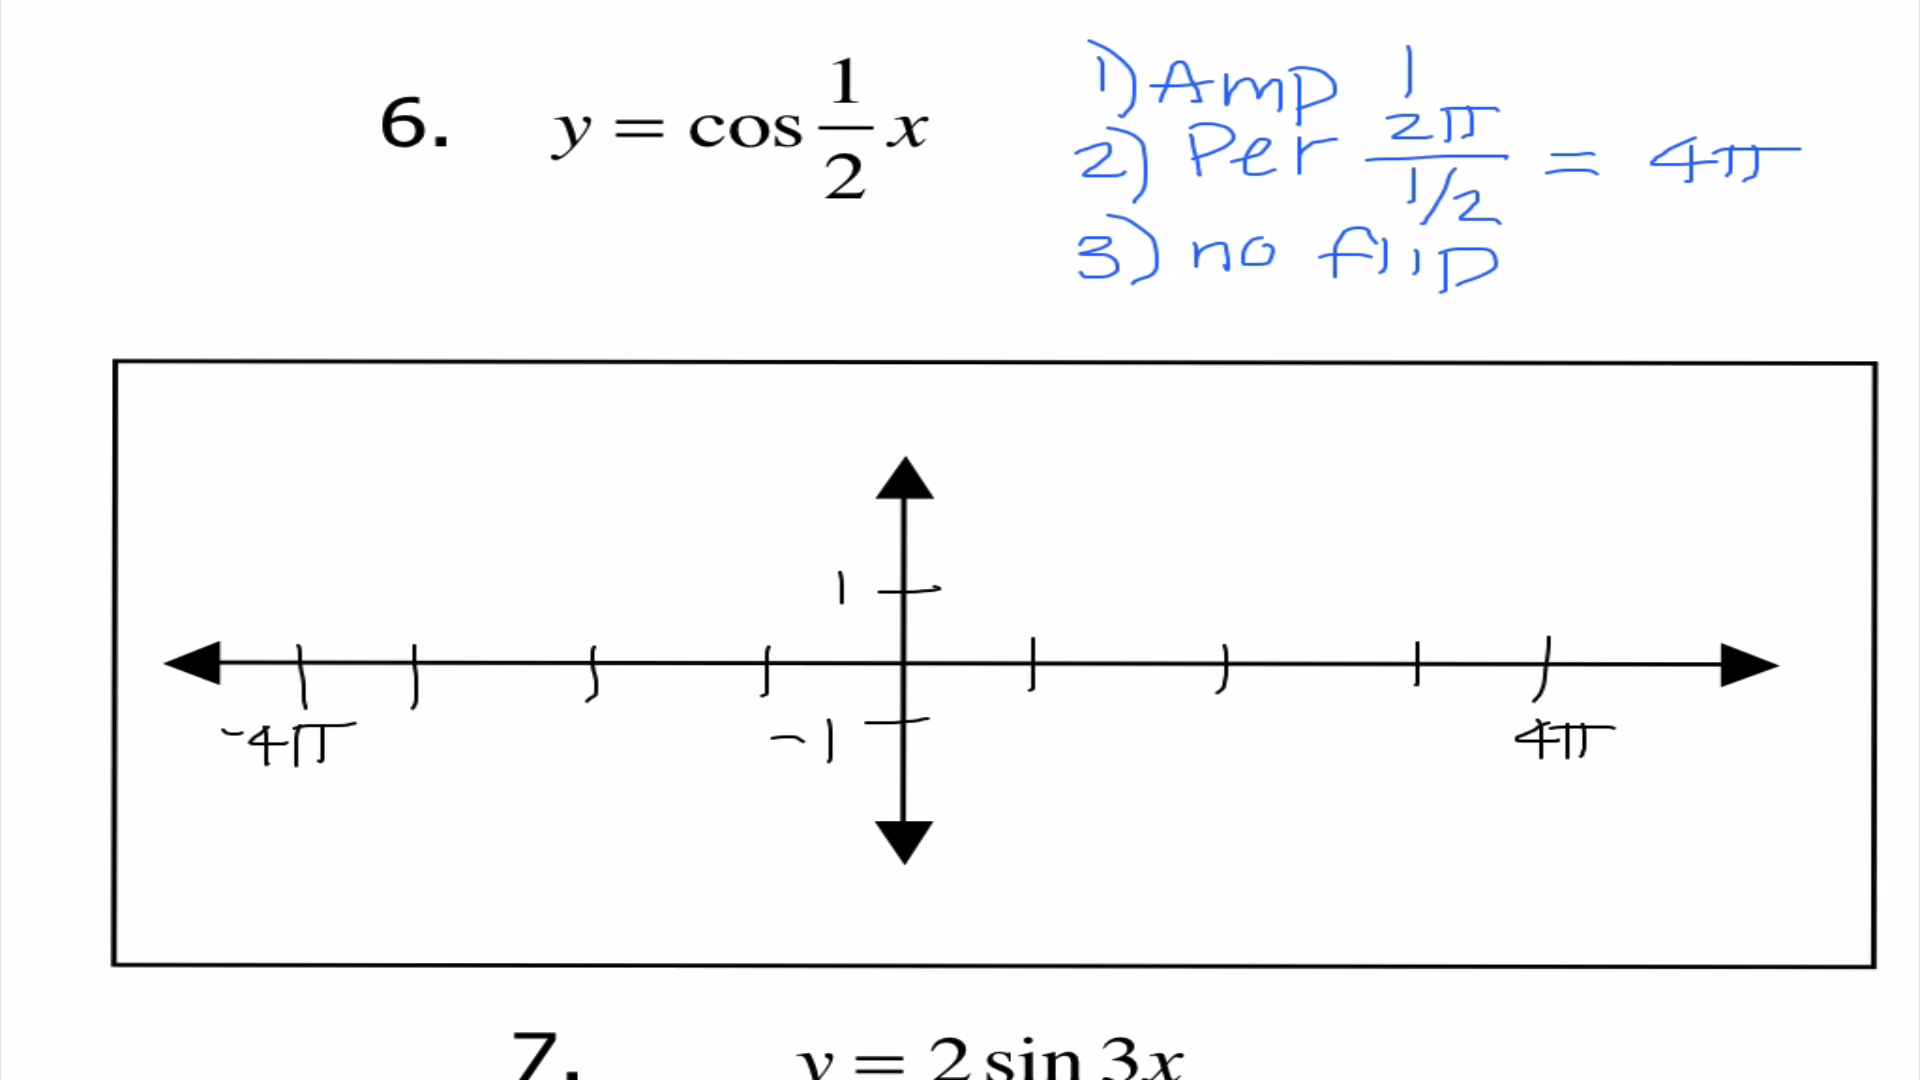 6. y = cos 1/2 x
1) Amp 1
2) Per 2π / 1/2 = 4π
3) no flip
1
-4π -1 4π
7. y = 2 sin 3x